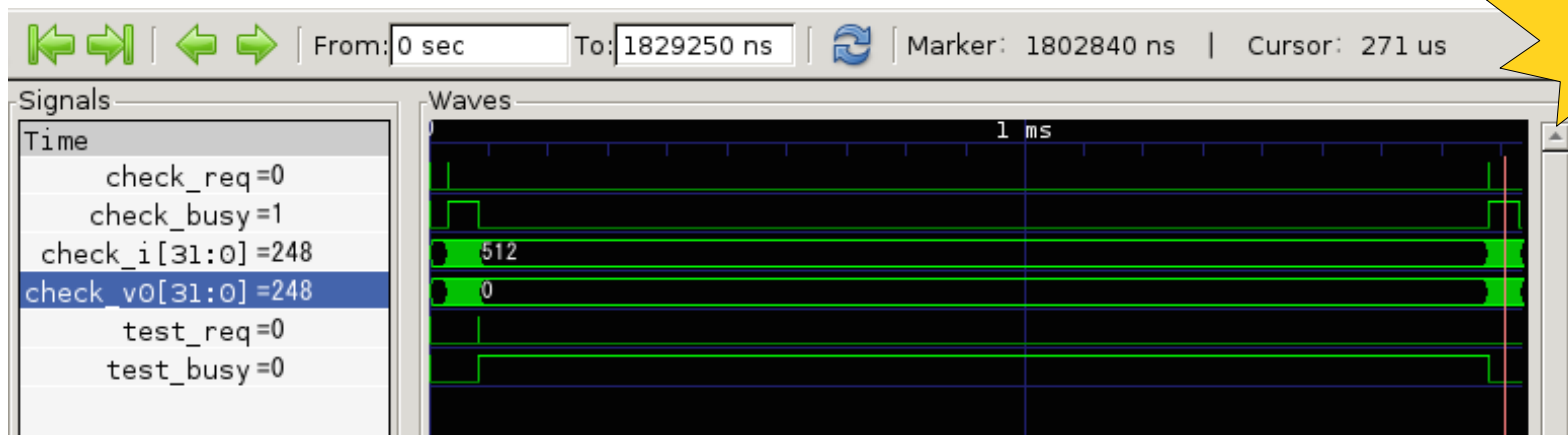 From: 0 sec To: 1829250 ns Marker: 1802840 ns | Cursor: 271 us
Signals Waves
Time 1 ms
check_req=0
check_busy=1
check_i[31:0]=248 512
check_v0[31:0]=248 0
test_req=0
test_busy=0